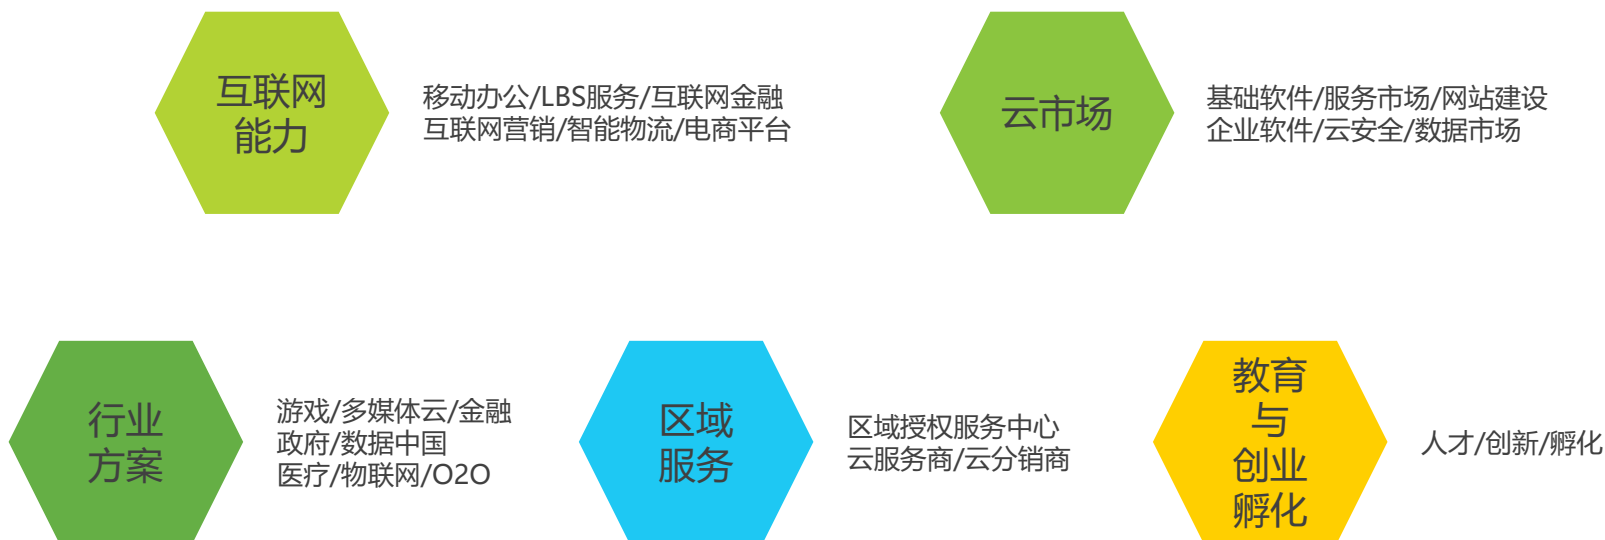 互联网
能力
移动办公/LBS服务/互联网金融
互联网营销/智能物流/电商平台
云市场
基础软件/服务市场/网站建设
企业软件/云安全/数据市场
行业
方案
游戏/多媒体云/金融
政府/数据中国
医疗/物联网/O2O
区域
服务
区域授权服务中心
云服务商/云分销商
教育
与
创业
孵化
人才/创新/孵化